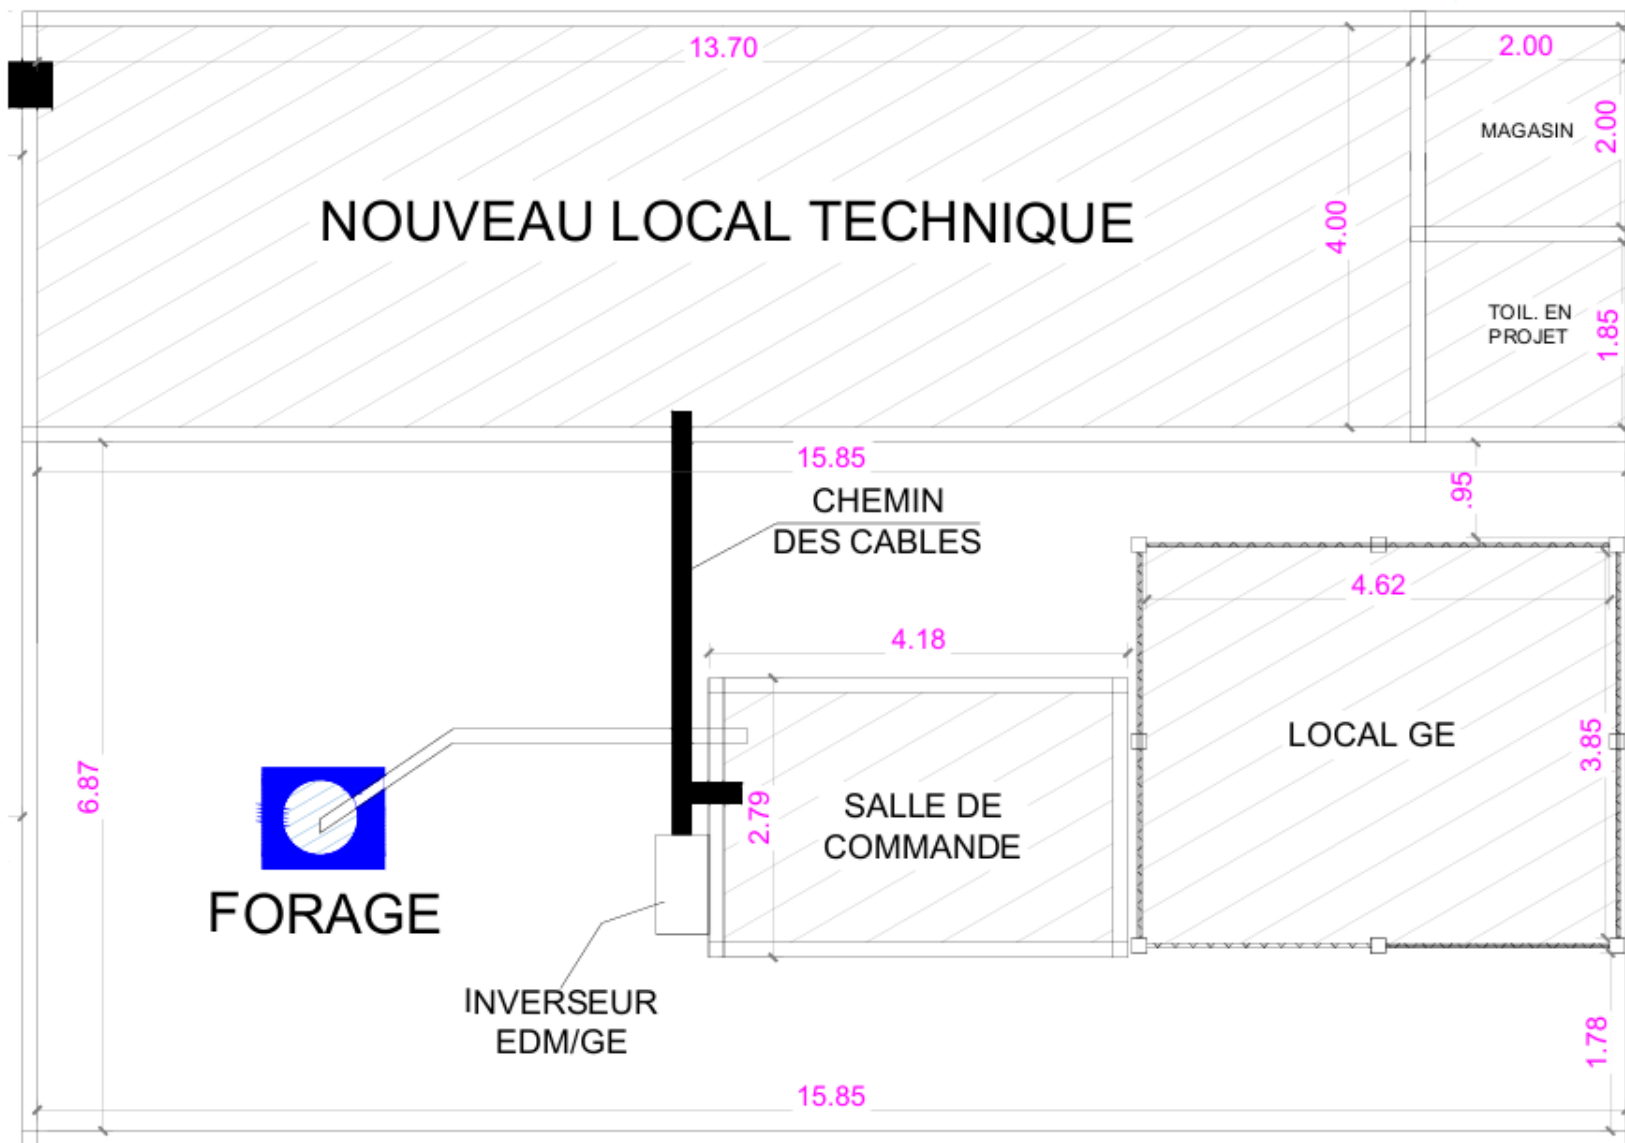 13.70
2.00
MAGASIN
2.00
NOUVEAU LOCAL TECHNIQUE
4.00
TOIL. EN
PROJET
1.85
15.85
.95
CHEMIN
DES CABLES
4.62
4.18
LOCAL GE
3.85
6.87
2.79
SALLE DE
COMMANDE
FORAGE
INVERSEUR
EDM/GE
1.78
15.85